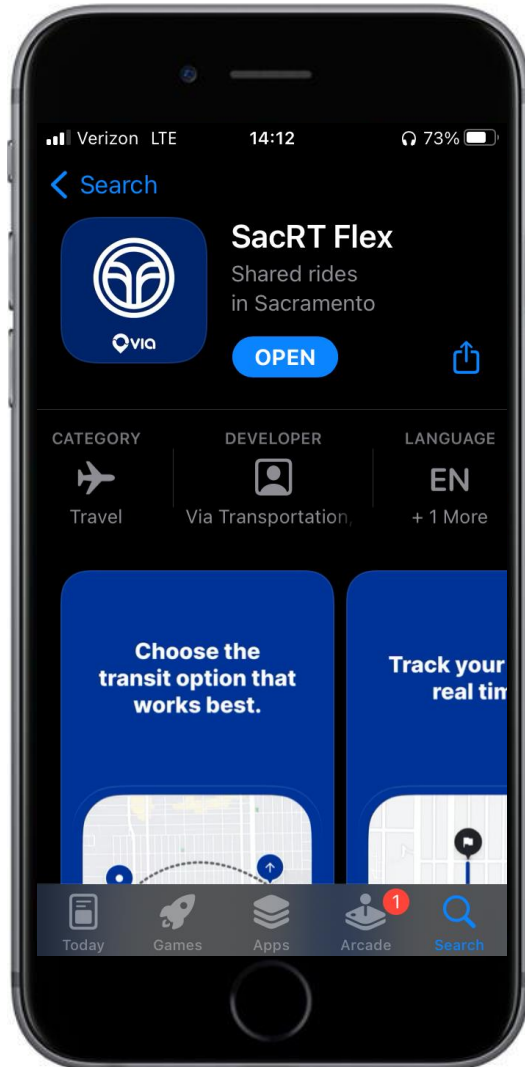 Verizon LTE 14:12 73%
Search
SacRT Flex
Shared rides
in Sacramento
via
OPEN
CATEGORY DEVELOPER LANGUAGE
EN
Travel Via Transportation, + 1 More
Choose the
transit option that
works best.
Track your
real tim
1
Today Games Apps Arcade Search